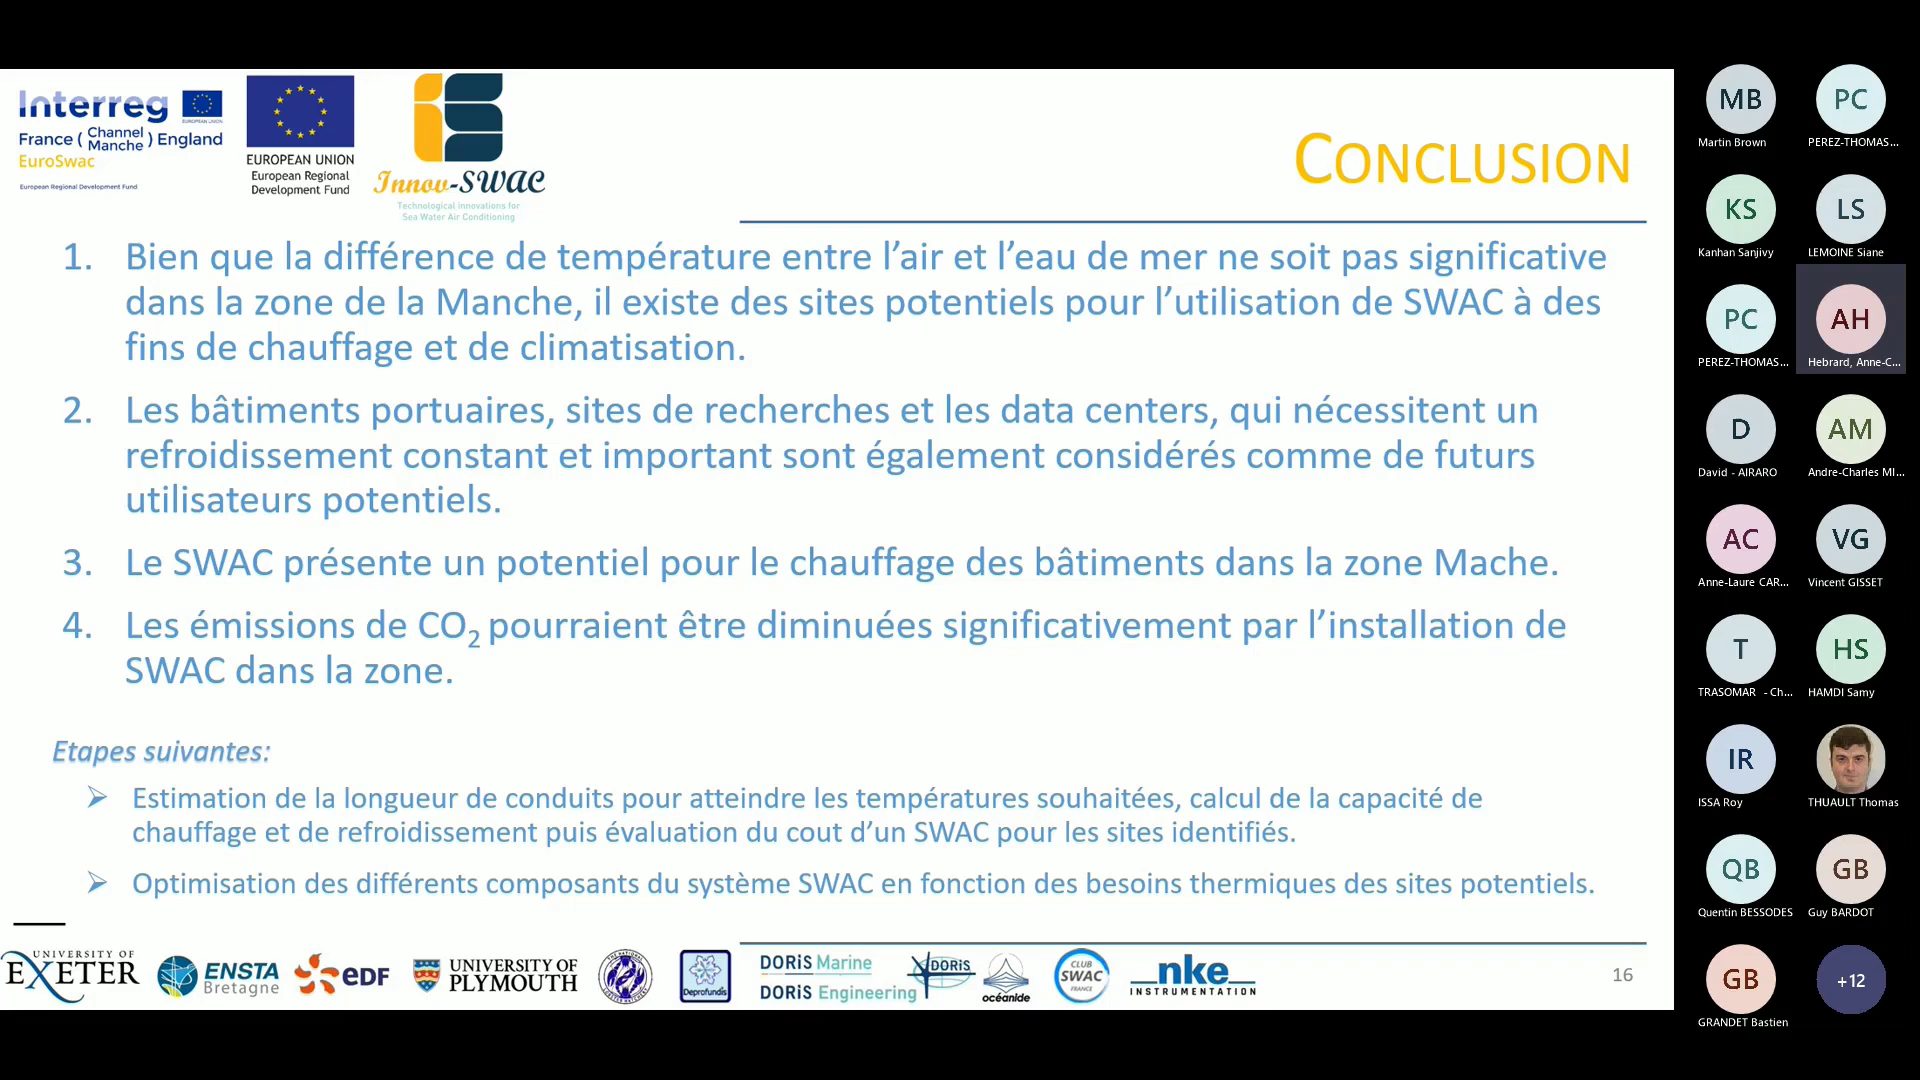 Interreg
EUROPEAN UNION
France ( Channel Manche ) England
EuroSwac
European Regional Development Fund
EUROPEAN UNION
European Regional
Development Fund
Innov-SWAC
Technological innovations for
Sea Water Air Conditioning
CONCLUSION
1. Bien que la différence de température entre l’air et l’eau de mer ne soit pas significative
dans la zone de la Manche, il existe des sites potentiels pour l’utilisation de SWAC à des
fins de chauffage et de climatisation.
2. Les bâtiments portuaires, sites de recherches et les data centers, qui nécessitent un
refroidissement constant et important sont également considérés comme de futurs
utilisateurs potentiels.
3. Le SWAC présente un potentiel pour le chauffage des bâtiments dans la zone Mache.
4. Les émissions de CO2 pourraient être diminuées significativement par l’installation de
SWAC dans la zone.
Etapes suivantes:
Estimation de la longueur de conduits pour atteindre les températures souhaitées, calcul de la capacité de
chauffage et de refroidissement puis évaluation du cout d’un SWAC pour les sites identifiés.
Optimisation des différents composants du système SWAC en fonction des besoins thermiques des sites potentiels.
UNIVERSITY OF
EXETER
ENSTA
Bretagne
edf
UNIVERSITY OF
PLYMOUTH
Deprofundis
DORiS Marine
DORiS Engineering
DORiS
océanide
CLUB
SWAC
FRANCE
nke
INSTRUMENTATION
16
MB
Martin Brown
PC
PEREZ-THOMAS...
KS
Kanhan Sanjivy
LS
LEMOINE Siane
PC
PEREZ-THOMAS...
AH
Hebrard, Anne-C...
D
David - AIRARO
AM
Andre-Charles MI...
AC
Anne-Laure CAR...
VG
Vincent GISSET
T
TRASOMAR - Ch...
HS
HAMDI Samy
IR
ISSA Roy
THUAULT Thomas
QB
Quentin BESSODES
GB
Guy BARDOT
GB
GRANDET Bastien
+12